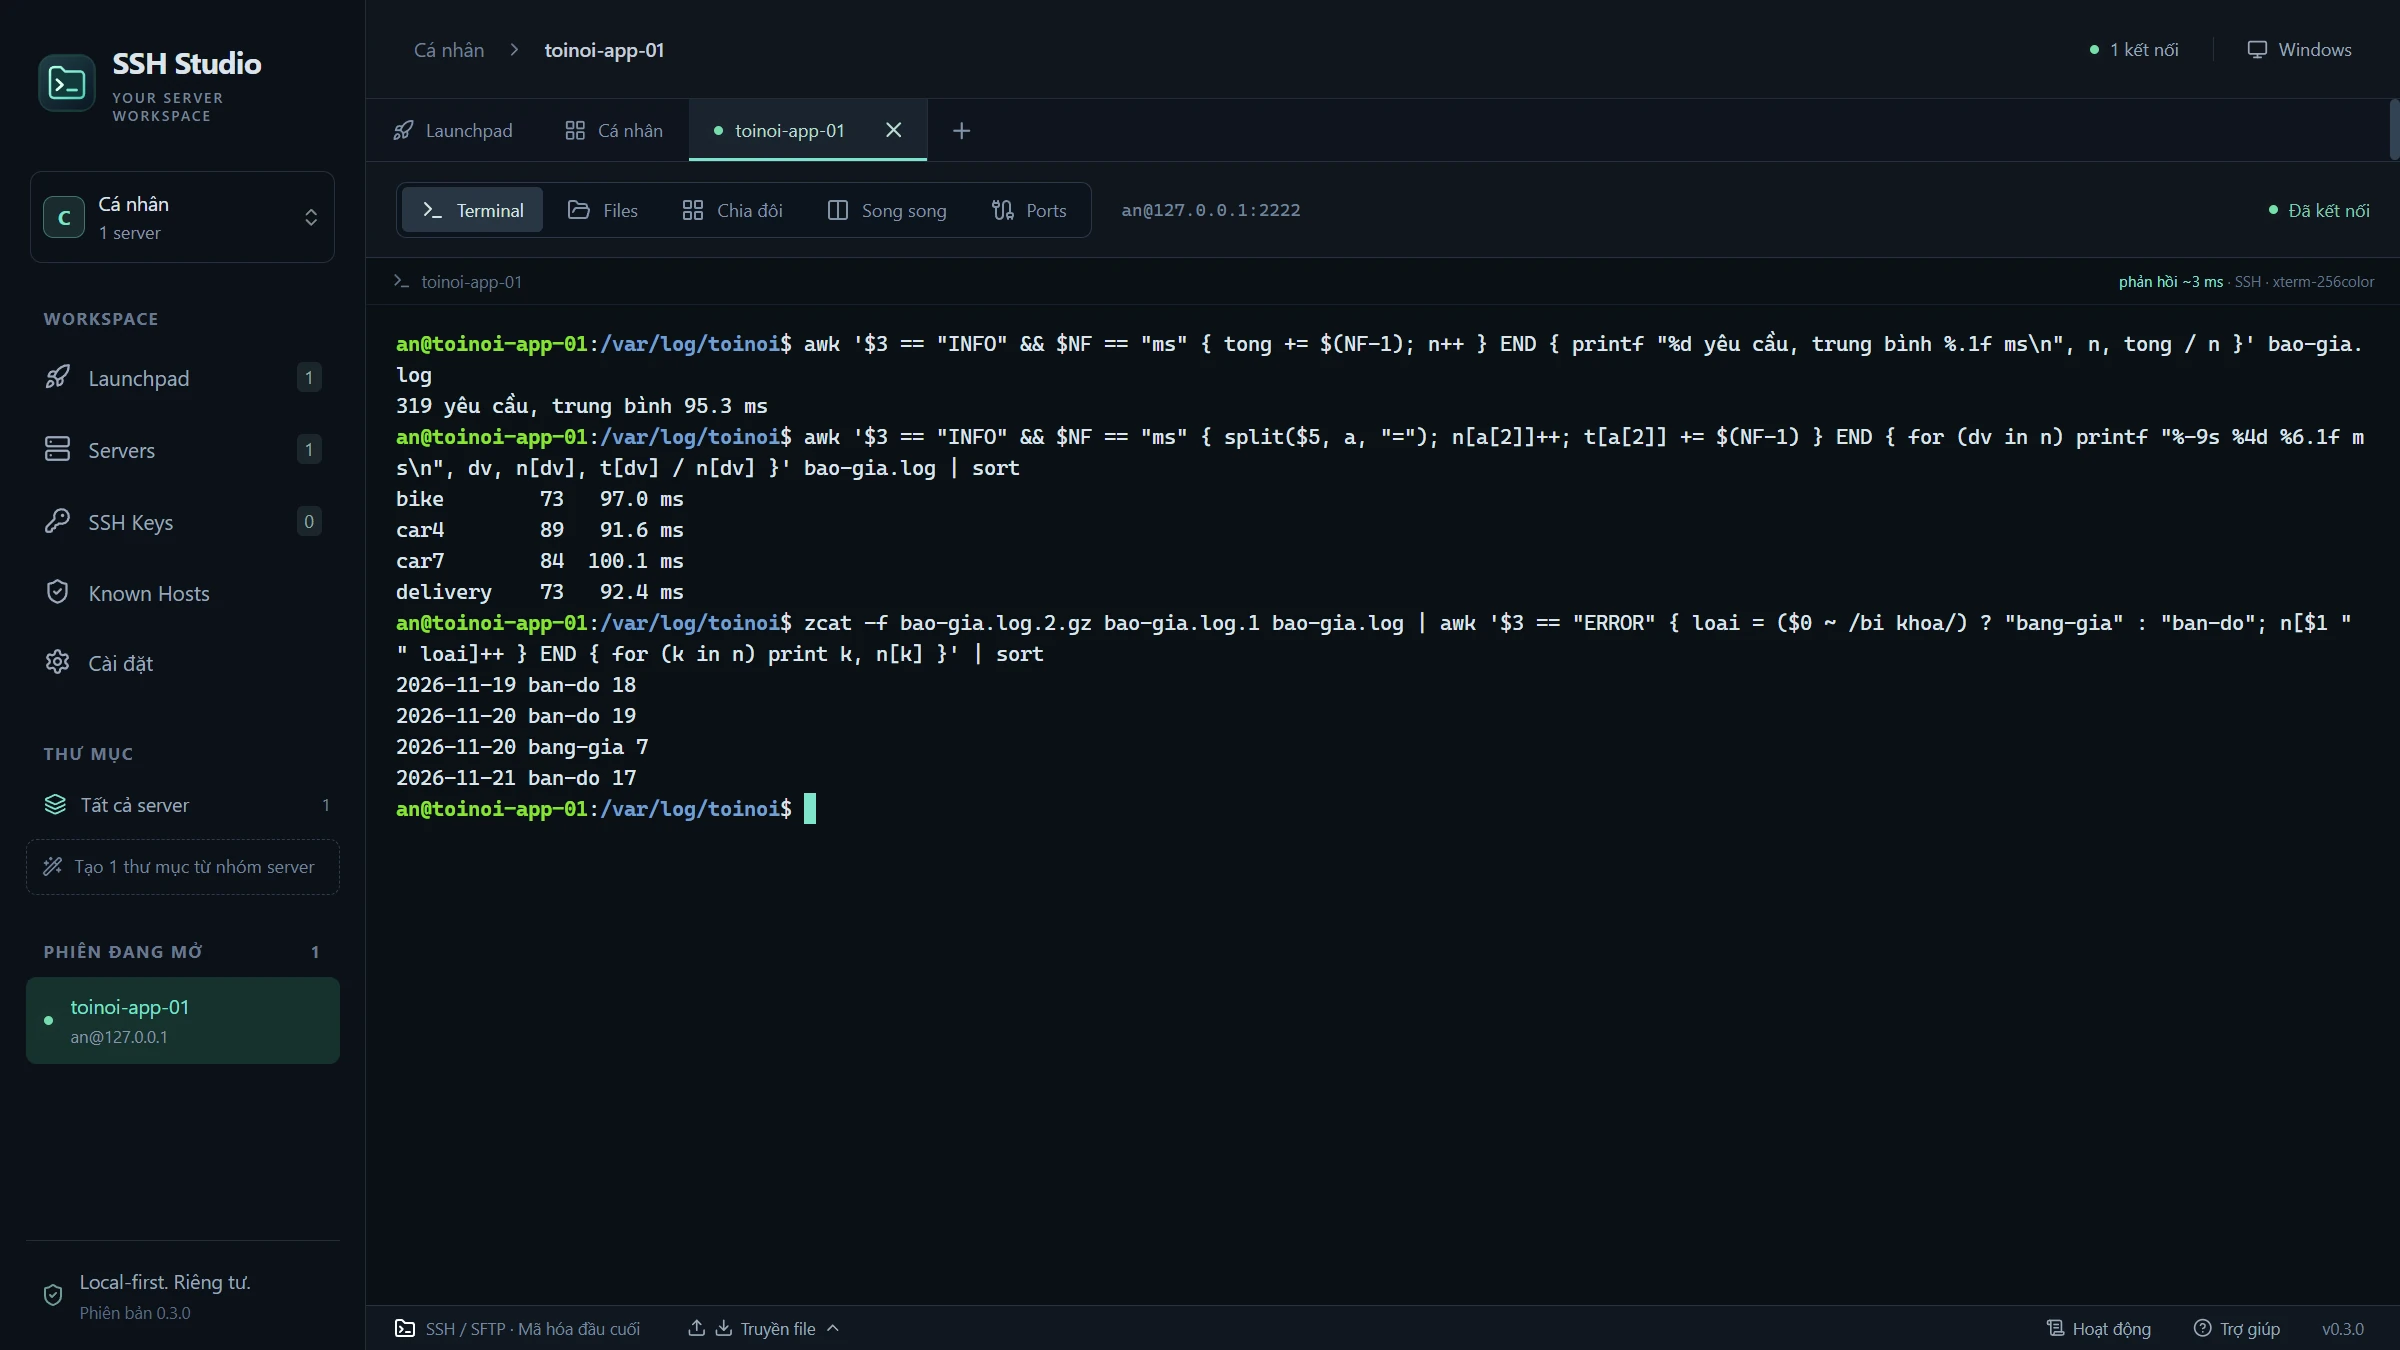 SSH Studio
YOUR SERVER
WORKSPACE
C
Cá nhân
1 server
WORKSPACE
Launchpad 1
Servers 1
SSH Keys 0
Known Hosts
Cài đặt
THƯ MỤC
Tất cả server 1
Tạo 1 thư mục từ nhóm server
PHIÊN ĐANG MỞ 1
toinoi-app-01
an@127.0.0.1
Local-first. Riêng tư.
Phiên bản 0.3.0
Cá nhân > toinoi-app-01
1 kết nối
Windows
Launchpad
Cá nhân
toinoi-app-01
Terminal
Files
Chia đôi
Song song
Ports
an@127.0.0.1:2222
Đã kết nối
toinoi-app-01
phản hồi ~3 ms · SSH · xterm-256color
an@toinoi-app-01:/var/log/toinoi$ awk '$3 == "INFO" && $NF == "ms" { tong += $(NF-1); n++ } END { printf "%d yêu cầu, trung bình %.1f ms\n", n, tong / n }' bao-gia.
log
319 yêu cầu, trung bình 95.3 ms
an@toinoi-app-01:/var/log/toinoi$ awk '$3 == "INFO" && $NF == "ms" { split($5, a, "="); n[a[2]]++; t[a[2]] += $(NF-1) } END { for (dv in n) printf "%-9s %4d %6.1f m
s\n", dv, n[dv], t[dv] / n[dv] }' bao-gia.log | sort
bike        73   97.0 ms
car4        89   91.6 ms
car7        84  100.1 ms
delivery    73   92.4 ms
an@toinoi-app-01:/var/log/toinoi$ zcat -f bao-gia.log.2.gz bao-gia.log.1 bao-gia.log | awk '$3 == "ERROR" { loai = ($0 ~ /bi khoa/) ? "bang-gia" : "ban-do"; n[$1 "
" loai]++ } END { for (k in n) print k, n[k] }' | sort
2026-11-19 ban-do 18
2026-11-20 ban-do 19
2026-11-20 bang-gia 7
2026-11-21 ban-do 17
an@toinoi-app-01:/var/log/toinoi$
SSH / SFTP · Mã hóa đầu cuối
Truyền file
Hoạt động
Trợ giúp
v0.3.0